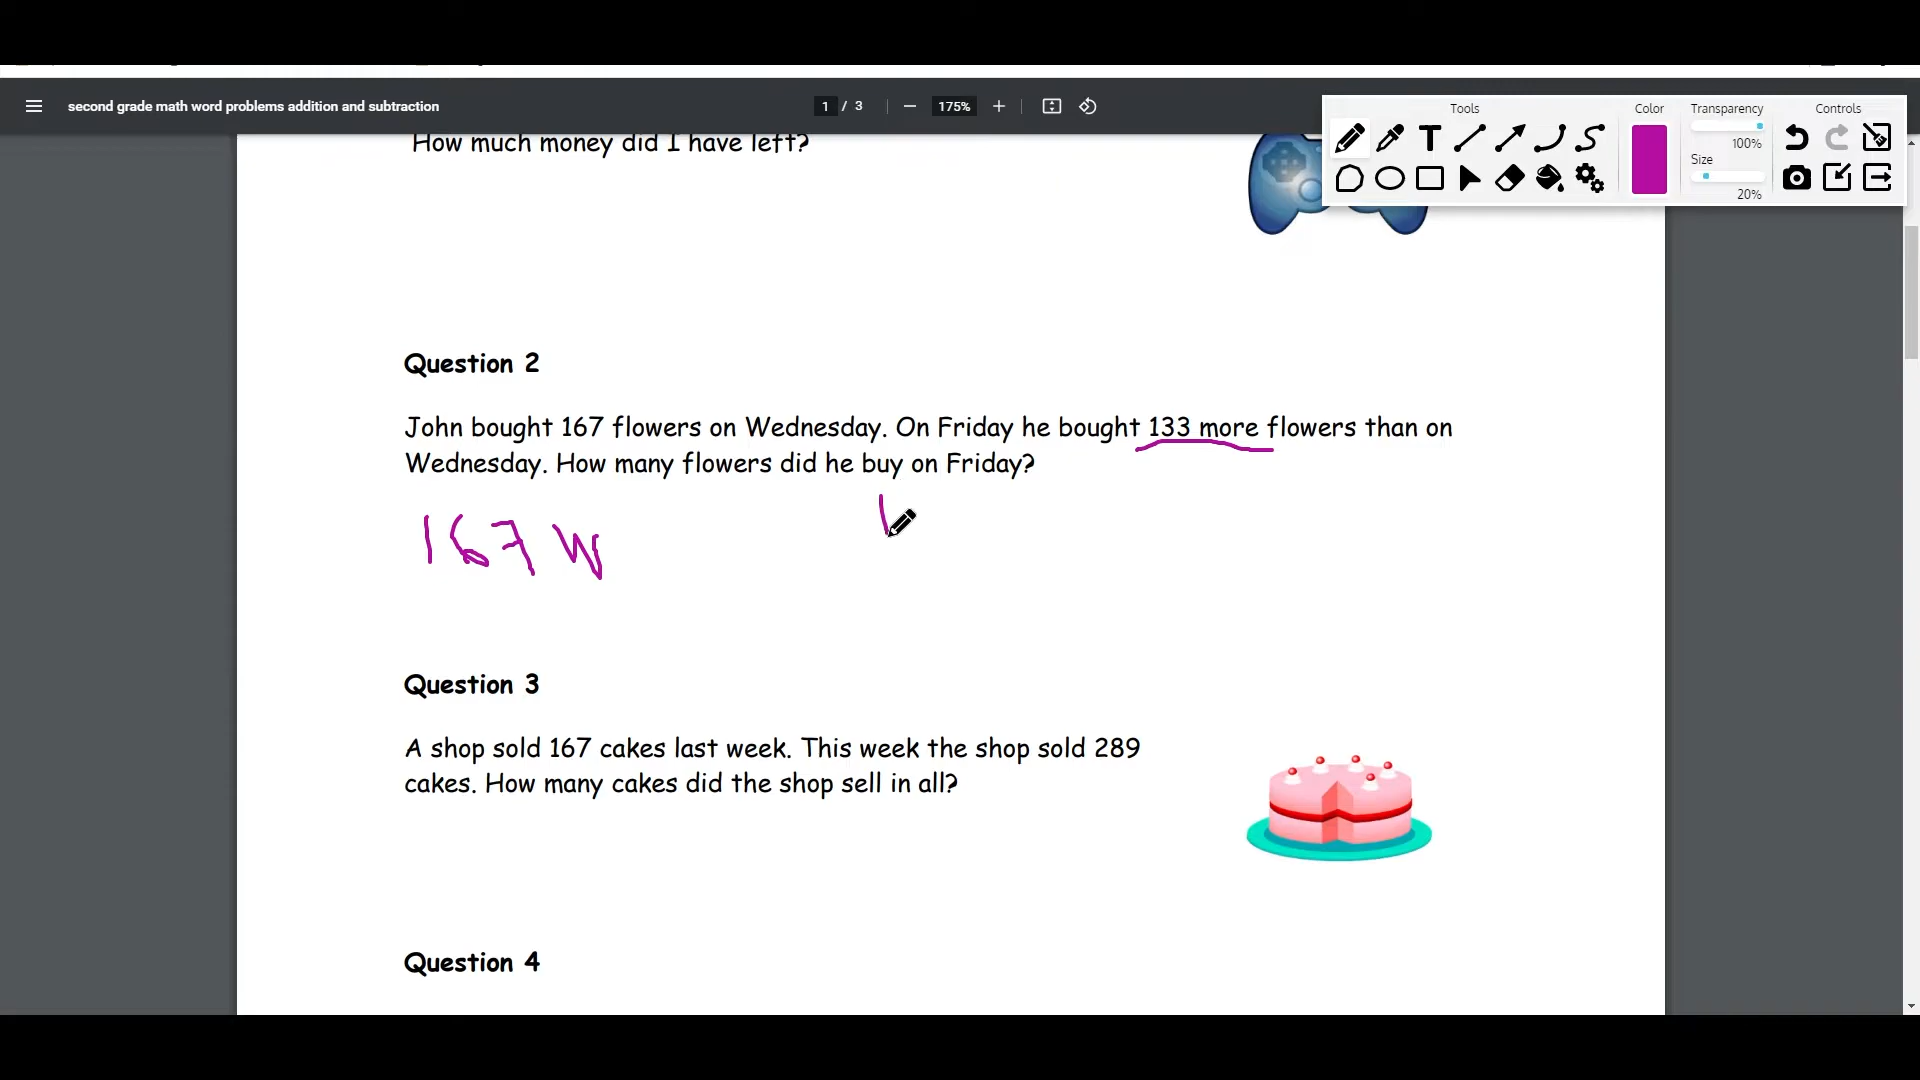 second grade math word problems addition and subtraction
1 / 3
175%
Tools
Color
Transparency
100%
Size
20%
Controls
How much money did I have left?
Question 2
John bought 167 flowers on Wednesday. On Friday he bought 133 more flowers than on
Wednesday. How many flowers did he buy on Friday?
167 W
Question 3
A shop sold 167 cakes last week. This week the shop sold 289
cakes. How many cakes did the shop sell in all?
Question 4